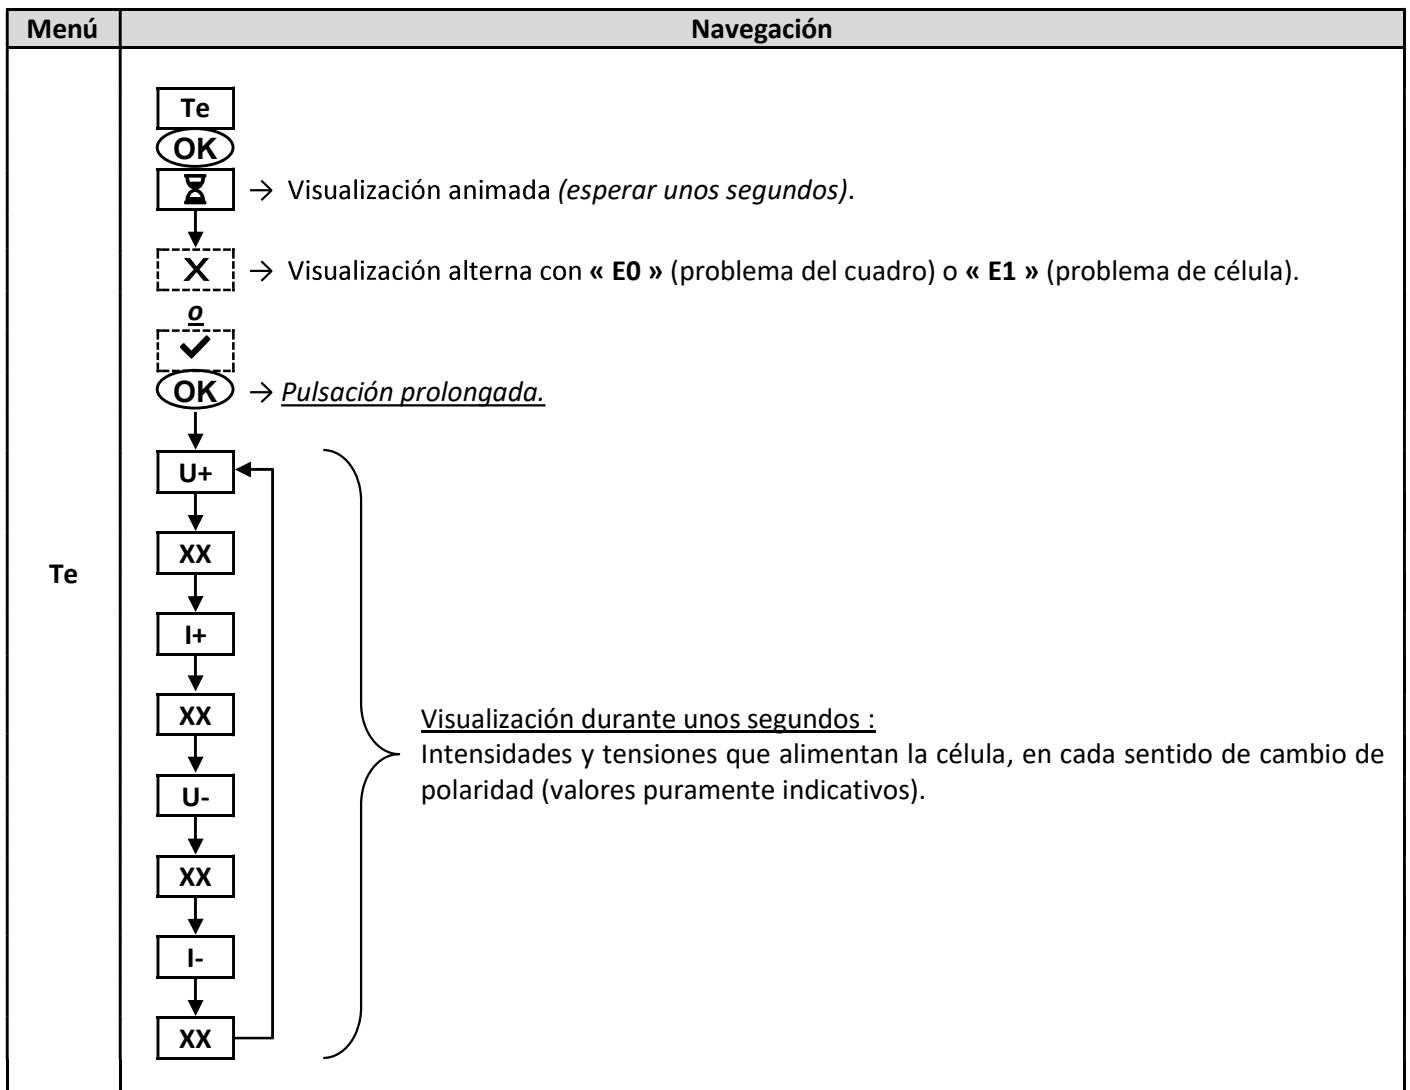 Menú Navegación
Te
OK
→ Visualización animada (esperar unos segundos).
X → Visualización alterna con « E0 » (problema del cuadro) o « E1 » (problema de célula).
o
✔
OK → Pulsación prolongada.
U+
XX
Te
I+
XX
Visualización durante unos segundos :
Intensidades y tensiones que alimentan la célula, en cada sentido de cambio de
polaridad (valores puramente indicativos).
U-
XX
I-
XX